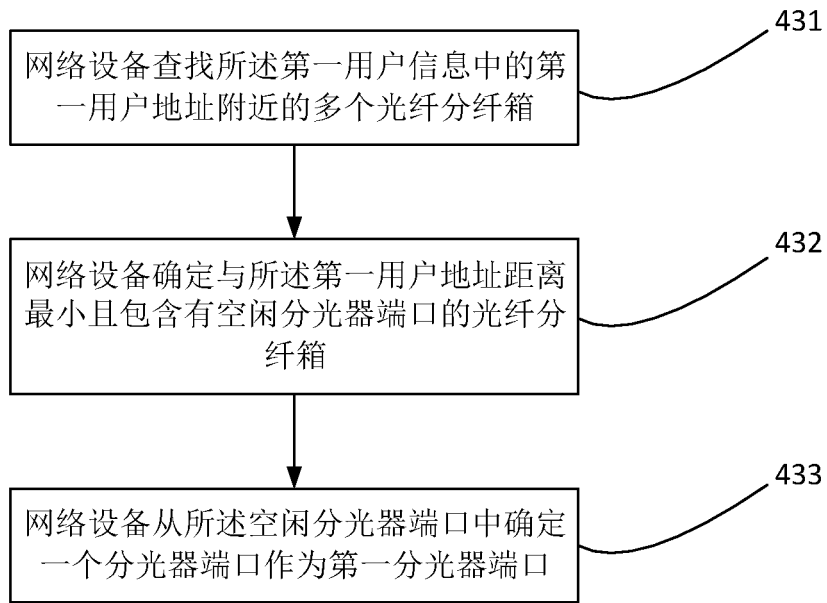 431
网络设备查找所述第一用户信息中的第
一用户地址附近的多个光纤分纤箱
432
网络设备确定与所述第一用户地址距离
最小且包含有空闲分光器端口的光纤分
纤箱
433
网络设备从所述空闲分光器端口中确定
一个分光器端口作为第一分光器端口